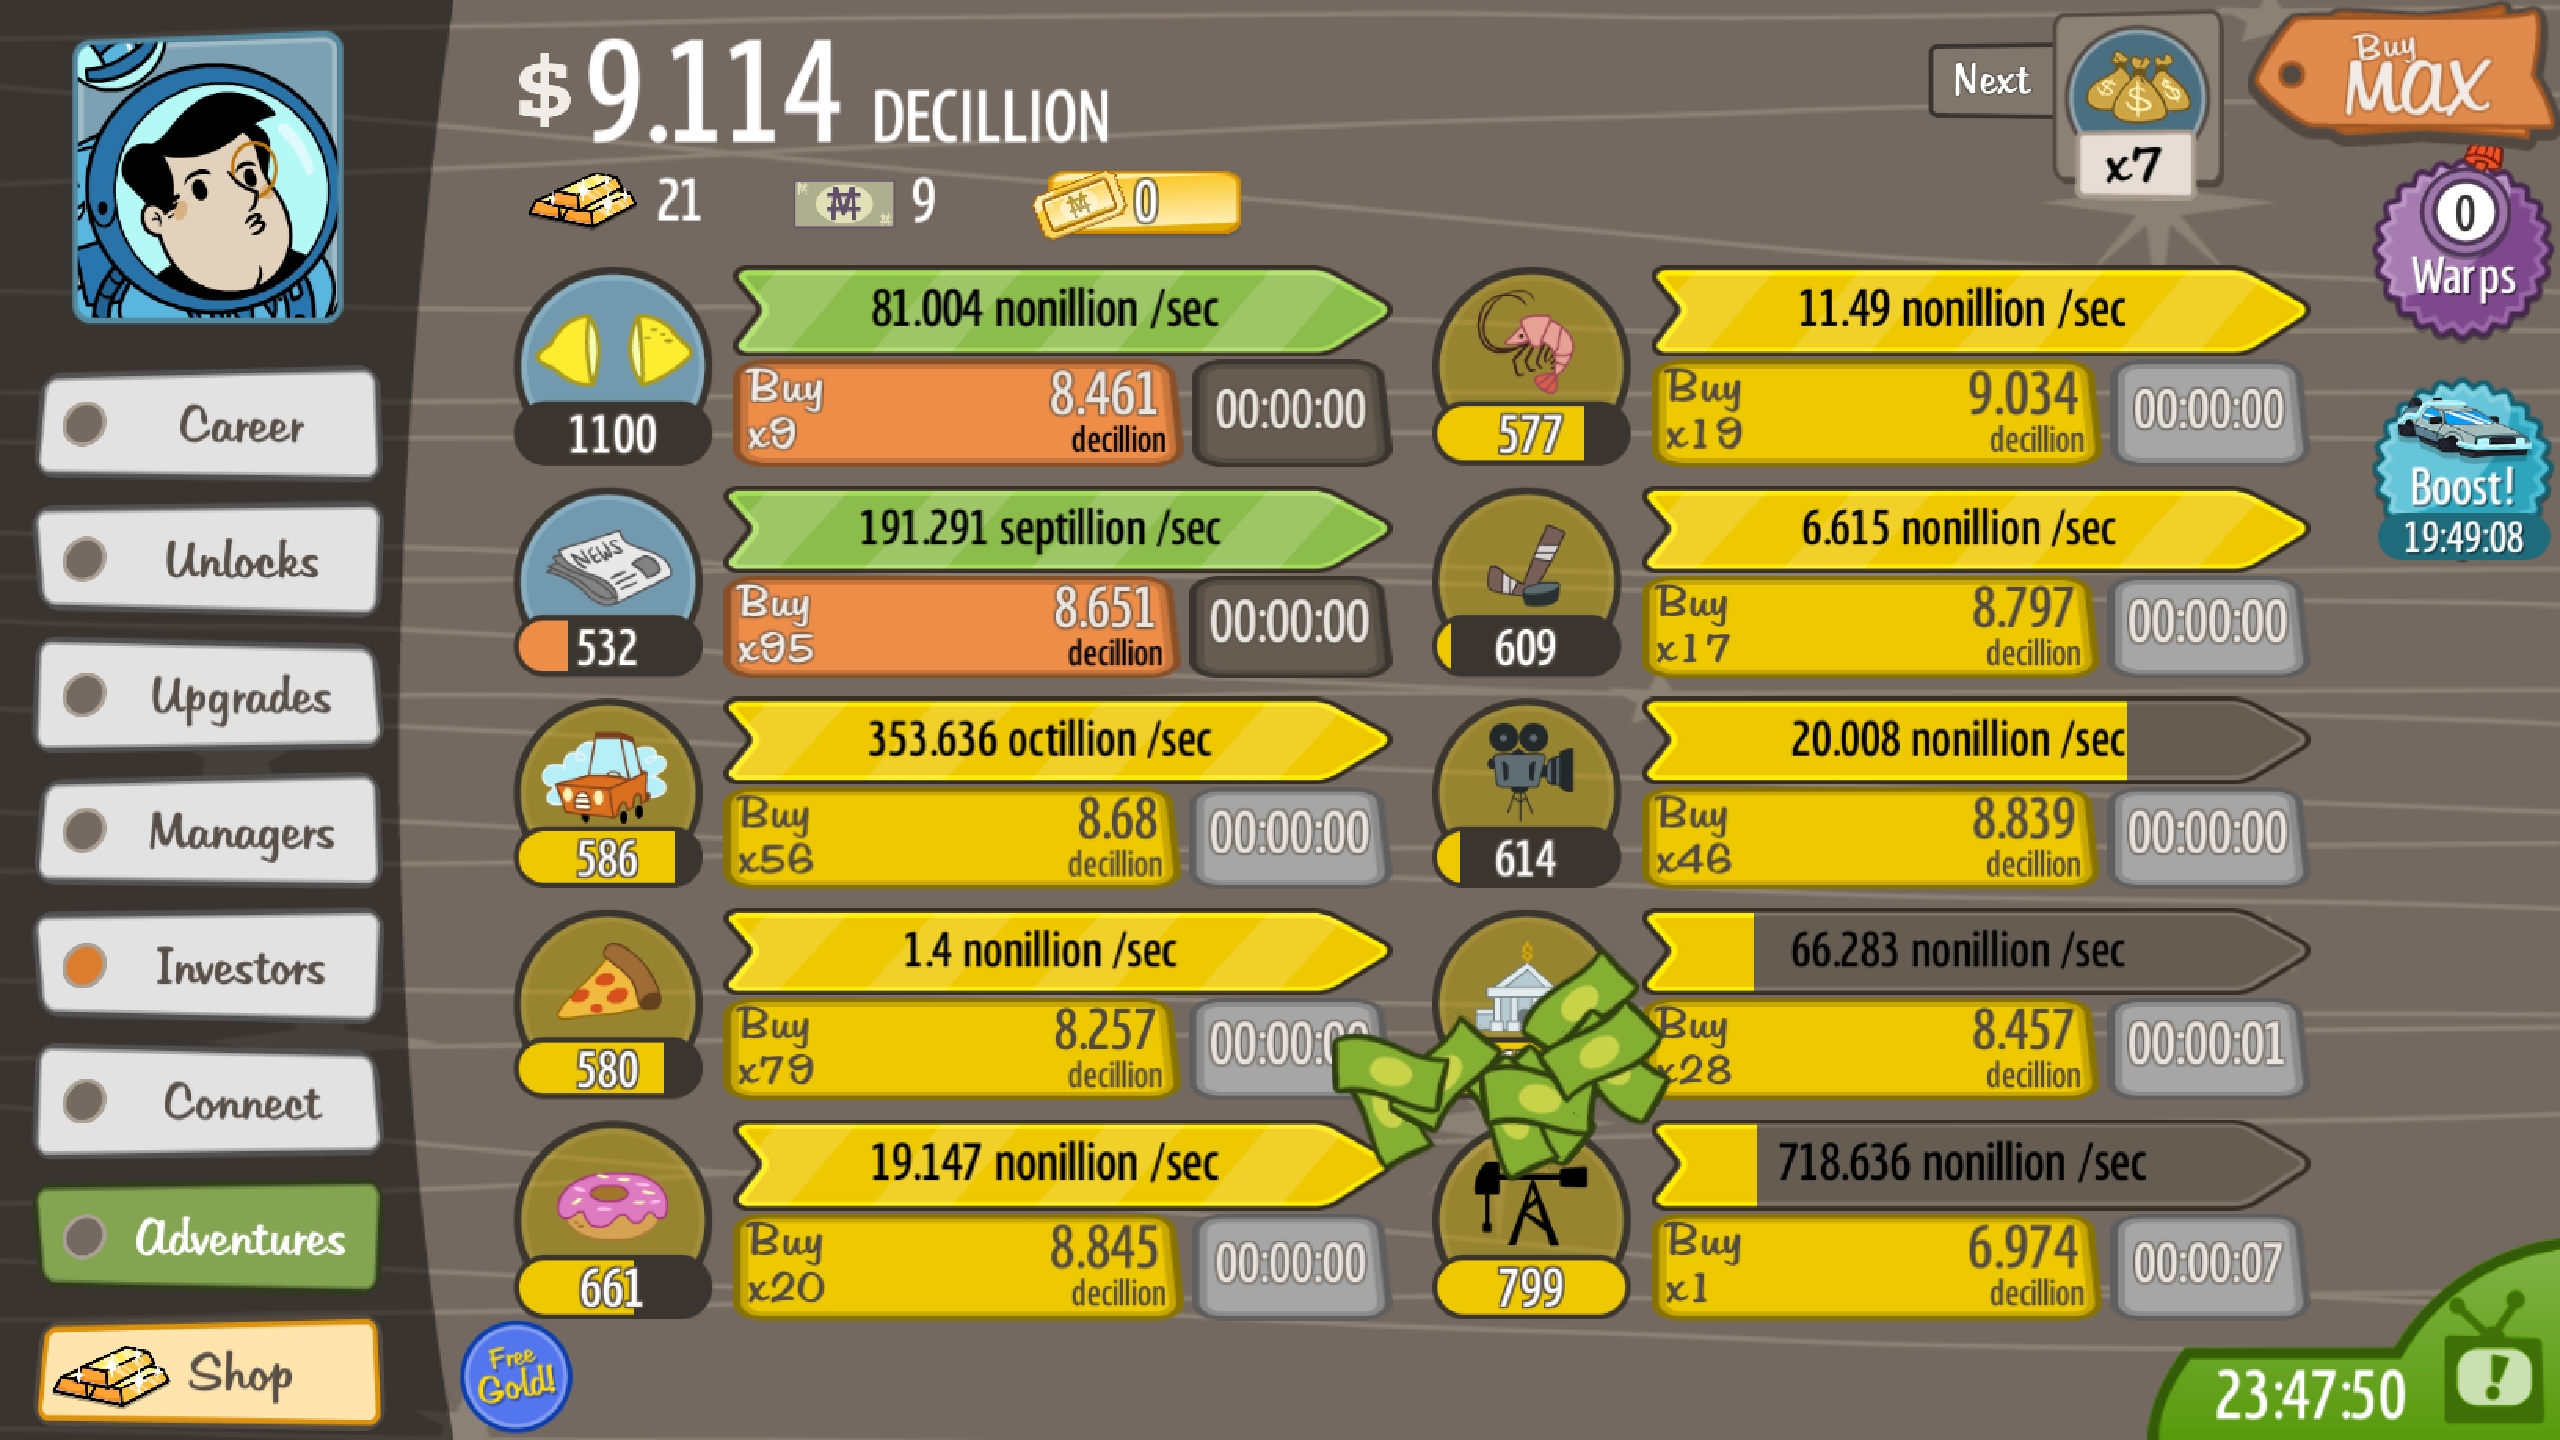 $9.114 DECILLION
21
9
0
Next
x7
Buy
MAX
0
Warps
Boost!
19:49:08
Career
Unlocks
Upgrades
Managers
Investors
Connect
Adventures
Shop
81.004 nonillion /sec
Buy 8.461
x9 decillion
00:00:00
1100
NEWS
191.291 septillion /sec
Buy 8.651
x95 decillion
00:00:00
532
353.636 octillion /sec
Buy 8.68
x56 decillion
00:00:00
586
1.4 nonillion /sec
Buy 8.257
x79 decillion
00:00:00
580
19.147 nonillion /sec
Buy 8.845
x20 decillion
00:00:00
661
11.49 nonillion /sec
Buy 9.034
x19 decillion
00:00:00
577
6.615 nonillion /sec
Buy 8.797
x17 decillion
00:00:00
609
20.008 nonillion /sec
Buy 8.839
x46 decillion
00:00:00
614
66.283 nonillion /sec
Buy 8.457
x28 decillion
00:00:01
718.636 nonillion /sec
Buy 6.974
x1 decillion
00:00:07
799
Free
Gold!
23:47:50